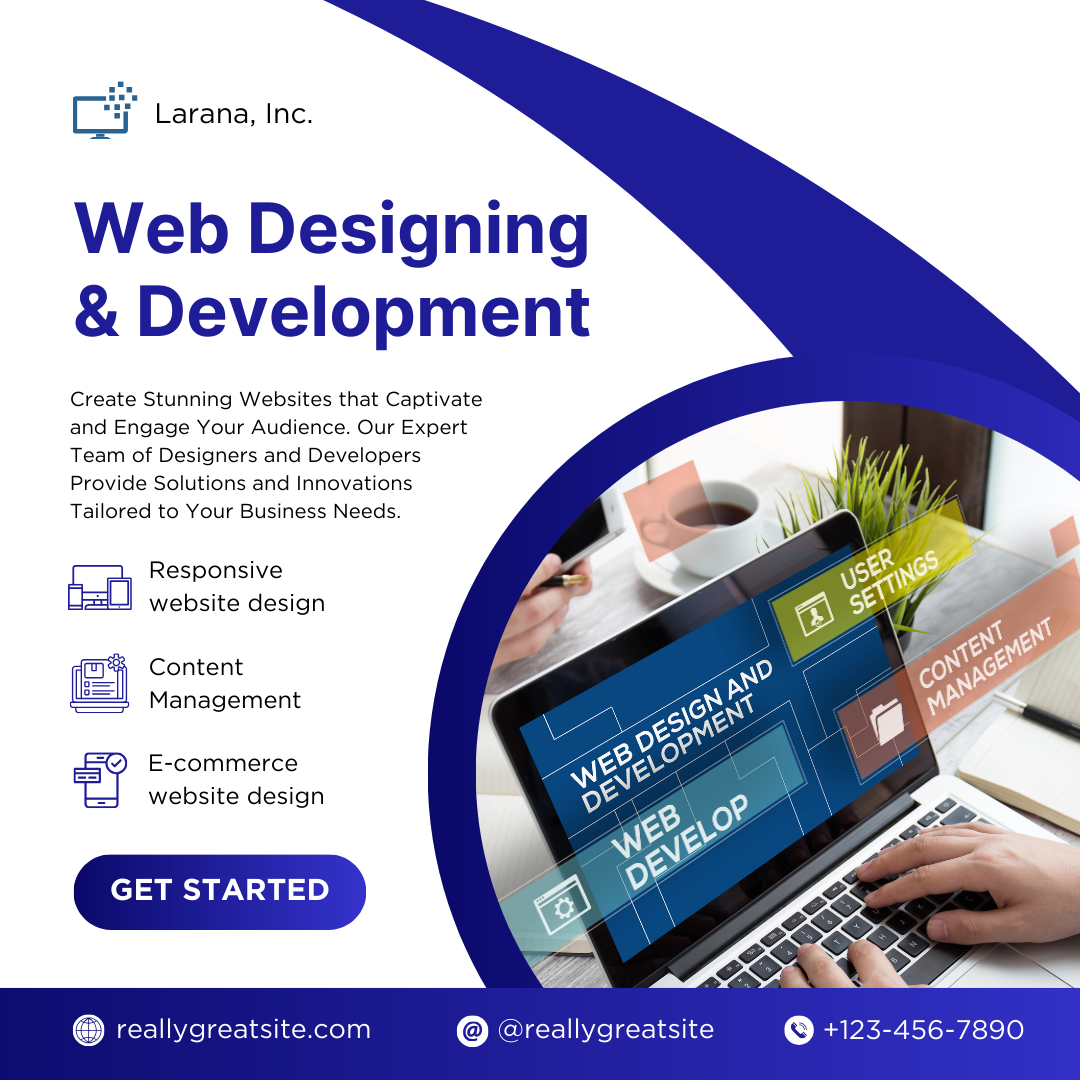 Larana, Inc.
Web Designing
& Development
Create Stunning Websites that Captivate
and Engage Your Audience. Our Expert
Team of Designers and Developers
Provide Solutions and Innovations
Tailored to Your Business Needs.
Responsive
website design
Content
Management
E-commerce
website design
GET STARTED
USER
SETTINGS
CONTENT
MANAGEMENT
WEB DESIGN AND
DEVELOPMENT
WEB
DEVELOP
reallygreatsite.com
@reallygreatsite
+123-456-7890